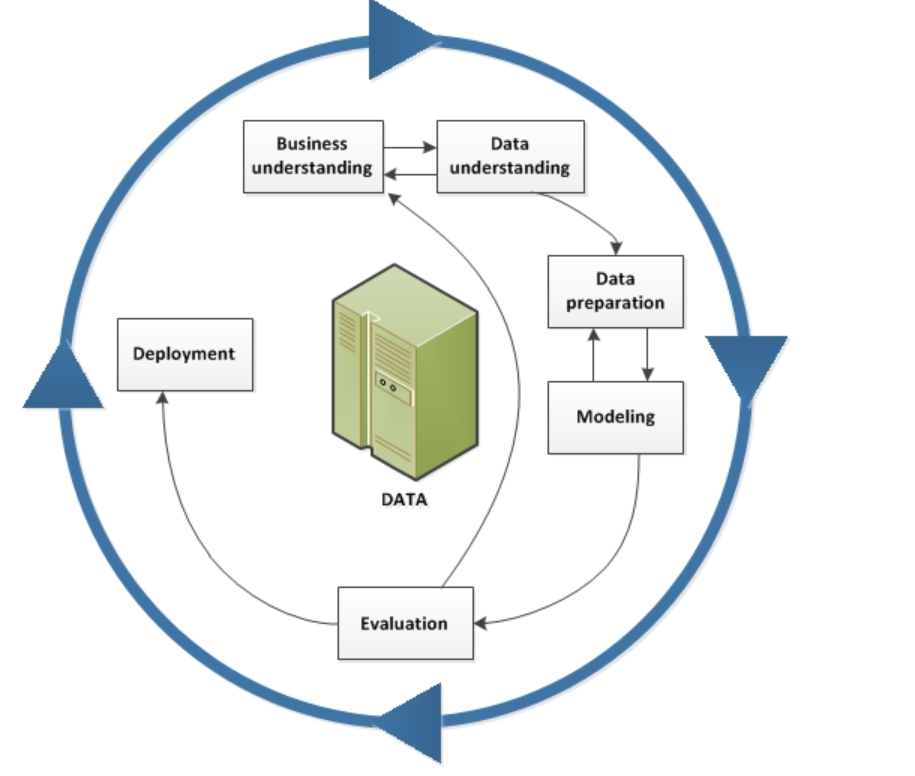 Business
understanding
Data
understanding
Data
preparation
Deployment
Modeling
DATA
Evaluation